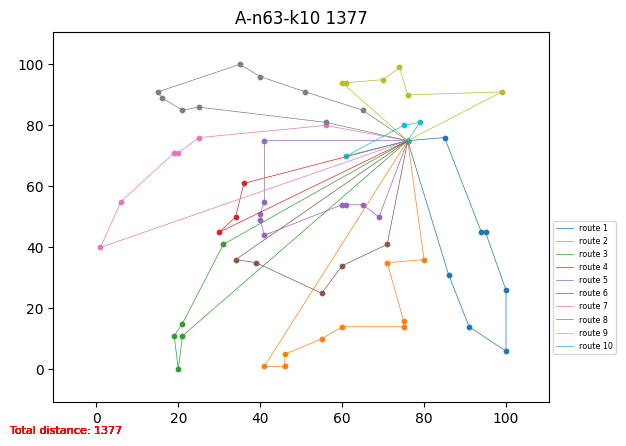 A-n63-k10 1377
100
80
60
40
20
0
0 20 40 60 80 100
route 1
route 2
route 3
route 4
route 5
route 6
route 7
route 8
route 9
route 10
Total distance: 1377